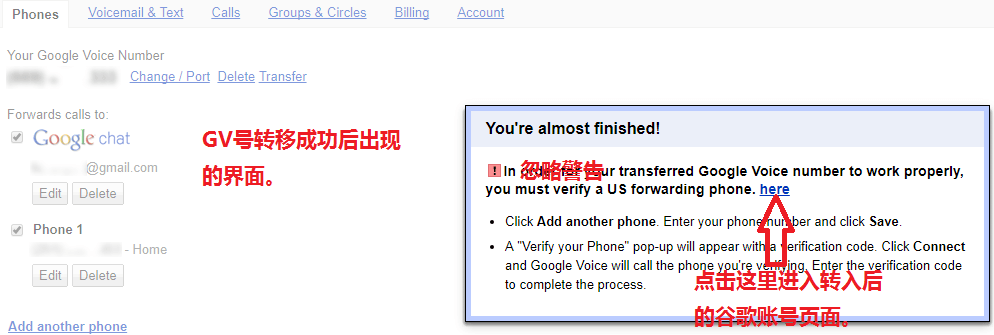 Phones Voicemail & Text Calls Groups & Circles Billing Account
Your Google Voice Number
Change / Port Delete Transfer
Forwards calls to:
Google chat
@gmail.com
Edit Delete
Phone 1
- Home
Edit Delete
Add another phone
GV号转移成功后出现
的界面。
You're almost finished!
! In order for your transferred Google Voice number to work properly,
you must verify a US forwarding phone. here
忽略警告
• Click Add another phone. Enter your phone number and click Save.
• A "Verify your Phone" pop-up will appear with a verification code. Click Connect
and Google Voice will call the phone you're verifying. Enter the verification code
to complete the process.
点击这里进入转入后
的谷歌账号页面。